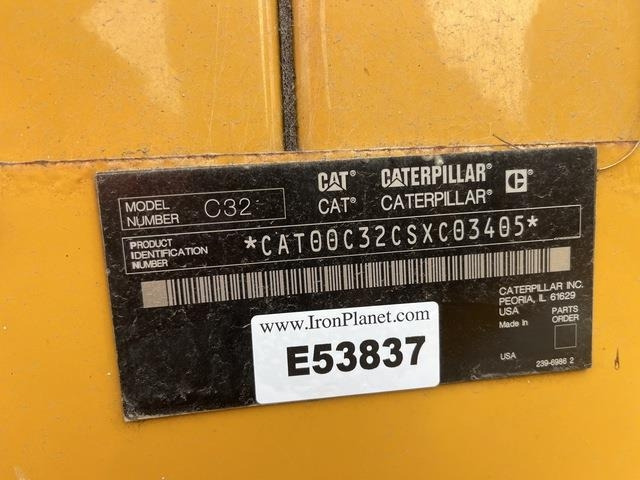 CAT CATERPILLAR C
CAT CATERPILLAR
MODEL
NUMBER C32
PRODUCT
IDENTIFICATION
NUMBER
*CAT00C32CSXC03405*
CATERPILLAR INC.
PEORIA, IL 61629
USA
Made in
USA
PARTS
ORDER
239-6986 2
www.IronPlanet.com
E53837